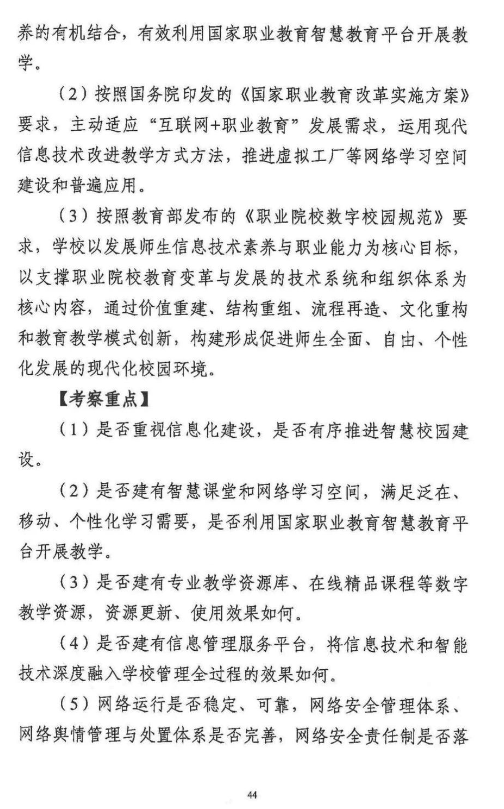 养的有机结合，有效利用国家职业教育智慧教育平台开展教
学。
（2）按照国务院印发的《国家职业教育改革实施方案》
要求，主动适应“互联网+职业教育”发展需求，运用现代
信息技术改进教学方式方法，推进虚拟工厂等网络学习空间
建设和普遍应用。
（3）按照教育部发布的《职业院校数字校园规范》要
求，学校以发展师生信息技术素养与职业能力为核心目标，
以支撑职业院校教育变革与发展的技术系统和组织体系为
核心内容，通过价值重建、结构重组、流程再造、文化重构
和教育教学模式创新，构建形成促进师生全面、自由、个性
化发展的现代化校园环境。
【考察重点】
（1）是否重视信息化建设，是否有序推进智慧校园建
设。
（2）是否建有智慧课堂和网络学习空间，满足泛在、
移动、个性化学习需要，是否利用国家职业教育智慧教育平
台开展教学。
（3）是否建有专业教学资源库、在线精品课程等数字
教学资源，资源更新、使用效果如何。
（4）是否建有信息管理服务平台，将信息技术和智能
技术深度融入学校管理全过程的效果如何。
（5）网络运行是否稳定、可靠，网络安全管理体系、
网络舆情管理与处置体系是否完善，网络安全责任制是否落
44